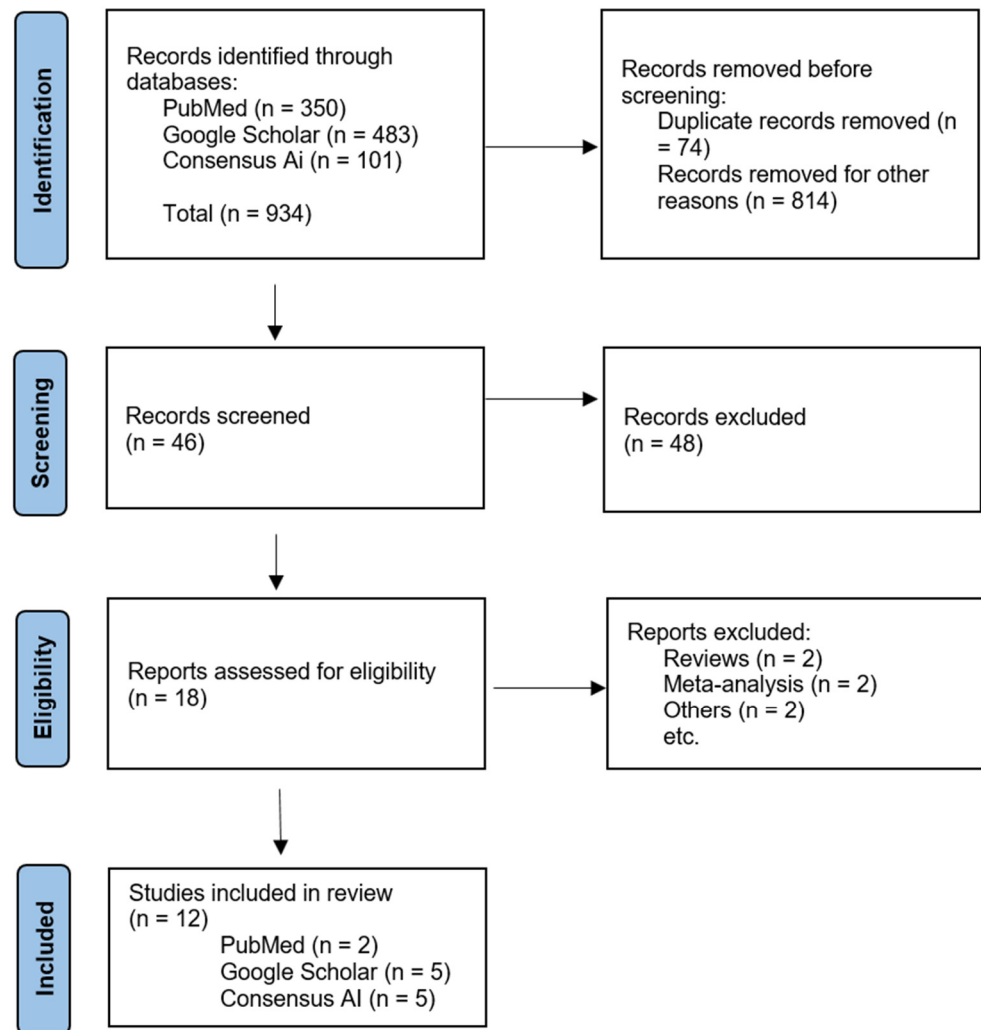 Identification
Records identified through
databases:
PubMed (n = 350)
Google Scholar (n = 483)
Consensus Ai (n = 101)
Total (n = 934)
Records removed before
screening:
Duplicate records removed (n
= 74)
Records removed for other
reasons (n = 814)
Screening
Records screened
(n = 46)
Records excluded
(n = 48)
Eligibility
Reports assessed for eligibility
(n = 18)
Reports excluded:
Reviews (n = 2)
Meta-analysis (n = 2)
Others (n = 2)
etc.
Included
Studies included in review
(n = 12)
PubMed (n = 2)
Google Scholar (n = 5)
Consensus AI (n = 5)